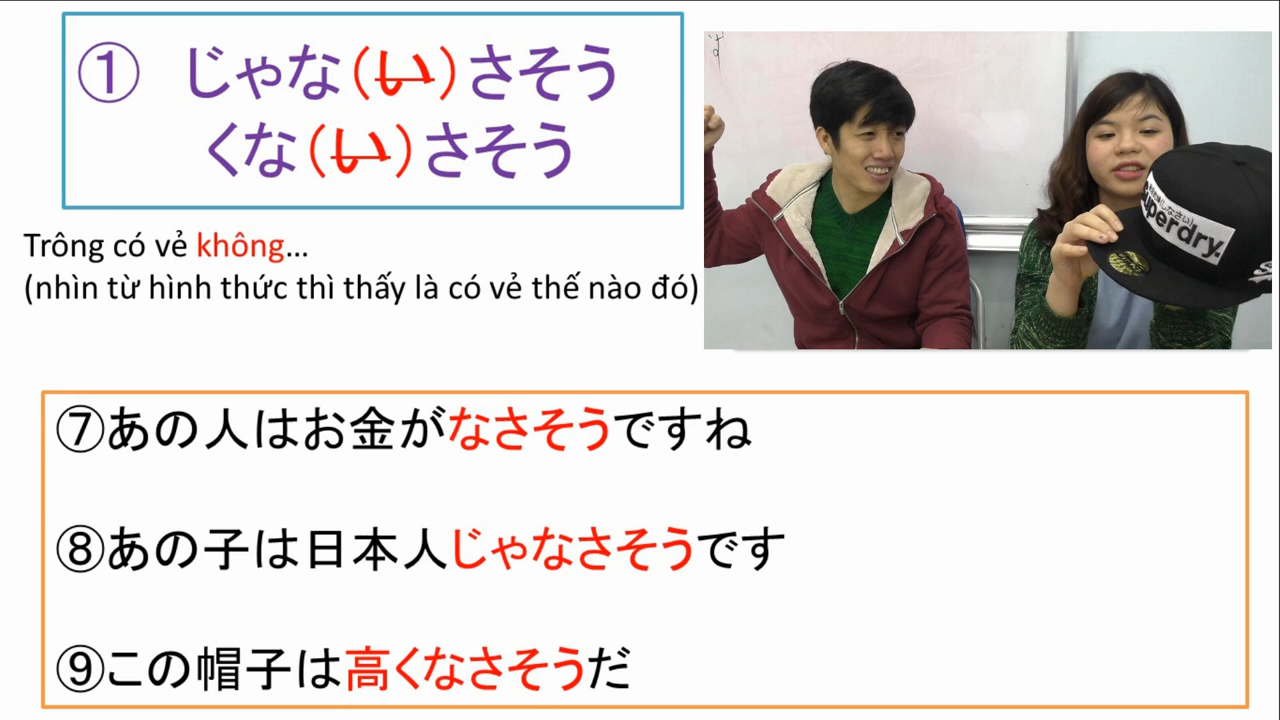 ① じゃな（い）さそう
くな（い）さそう
Trông có vẻ không...
(nhìn từ hình thức thì thấy là có vẻ thế nào đó)
Superdry.
⑦あの人はお金がなさそうですね
⑧あの子は日本人じゃなさそうです
⑨この帽子は高くなさそうだ